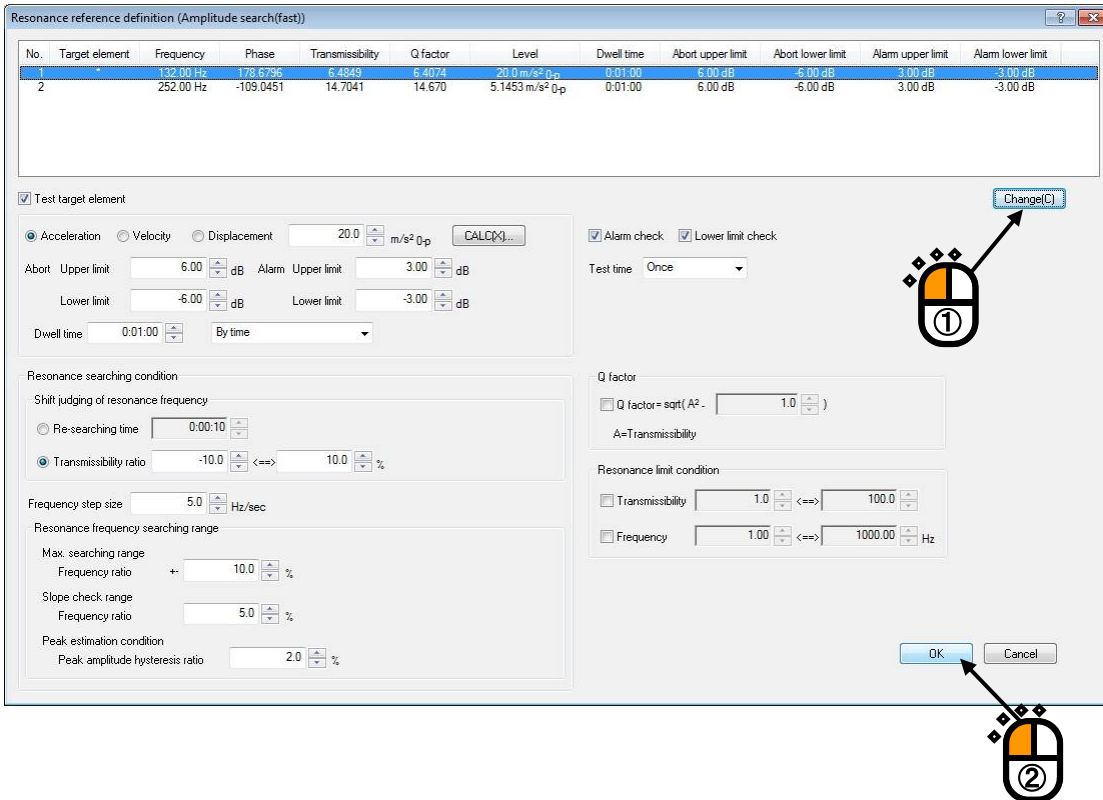 Resonance reference definition (Amplitude search(fast))
No. Target element Frequency Phase Transmissibility Q factor Level Dwell time Abort upper limit Abort lower limit Alarm upper limit Alarm lower limit
1 * 132.00 Hz 178.6796 6.4849 6.4074 20.0 m/s² 0-p 0:01:00 6.00 dB -6.00 dB 3.00 dB -3.00 dB
2 252.00 Hz -109.0451 14.7041 14.670 5.1453 m/s² 0-p 0:01:00 6.00 dB -6.00 dB 3.00 dB -3.00 dB
Test target element
Change(C)
Acceleration Velocity Displacement 20.0 m/s² 0-p CALC(X)...
Abort Upper limit 6.00 dB Alarm Upper limit 3.00 dB
Lower limit -6.00 dB Lower limit -3.00 dB
Dwell time 0:01:00 By time
Alarm check Lower limit check
Test time Once
①
Resonance searching condition
Shift judging of resonance frequency
Re-searching time 0:00:10
Transmissibility ratio -10.0 <==> 10.0 %
Frequency step size 5.0 Hz/sec
Resonance frequency searching range
Max. searching range
Frequency ratio +- 10.0 %
Slope check range
Frequency ratio 5.0 %
Peak estimation condition
Peak amplitude hysteresis ratio 2.0 %
Q factor
Q factor= sqrt( A² - 1.0 )
A=Transmissibility
Resonance limit condition
Transmissibility 1.0 <==> 100.0
Frequency 1.00 <==> 1000.00 Hz
OK Cancel
②